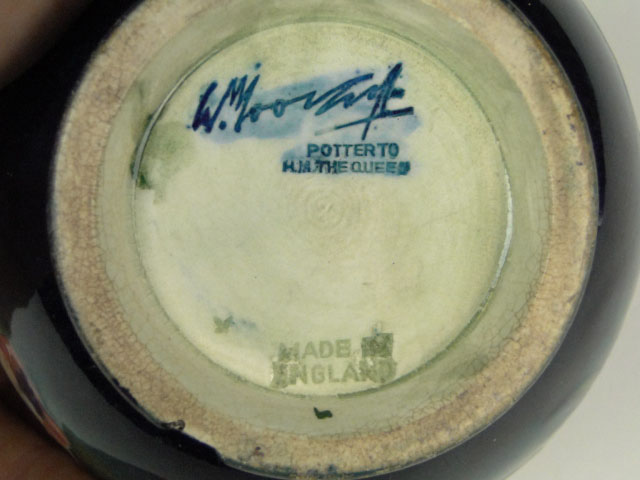 W. Moorcroft
POTTER TO
H.M. THE QUEEN
MADE IN
ENGLAND